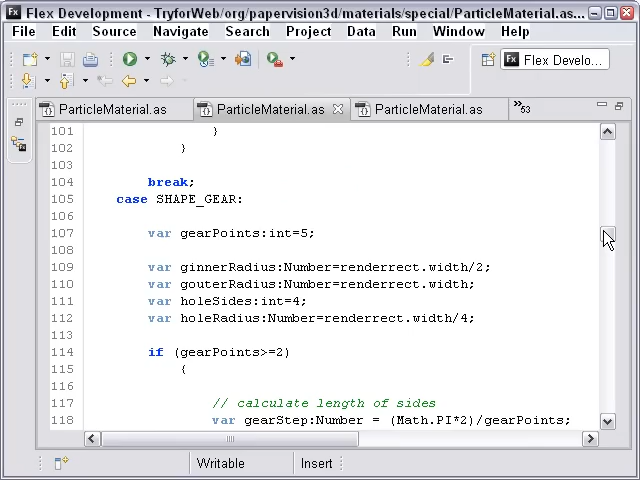 Flex Development - TryforWeb/org/papervision3d/materials/special/ParticleMaterial.as...
File Edit Source Navigate Search Project Data Run Window Help
Fx Flex Develo...
ParticleMaterial.as ParticleMaterial.as ParticleMaterial.as »53
101 }
102 }
103
104 break;
105 case SHAPE_GEAR:
106
107 var gearPoints:int=5;
108
109 var ginnerRadius:Number=renderrect.width/2;
110 var gouterRadius:Number=renderrect.width;
111 var holeSides:int=4;
112 var holeRadius:Number=renderrect.width/4;
113
114 if (gearPoints>=2)
115 {
116
117 // calculate length of sides
118 var gearStep:Number = (Math.PI*2)/gearPoints;
Writable Insert